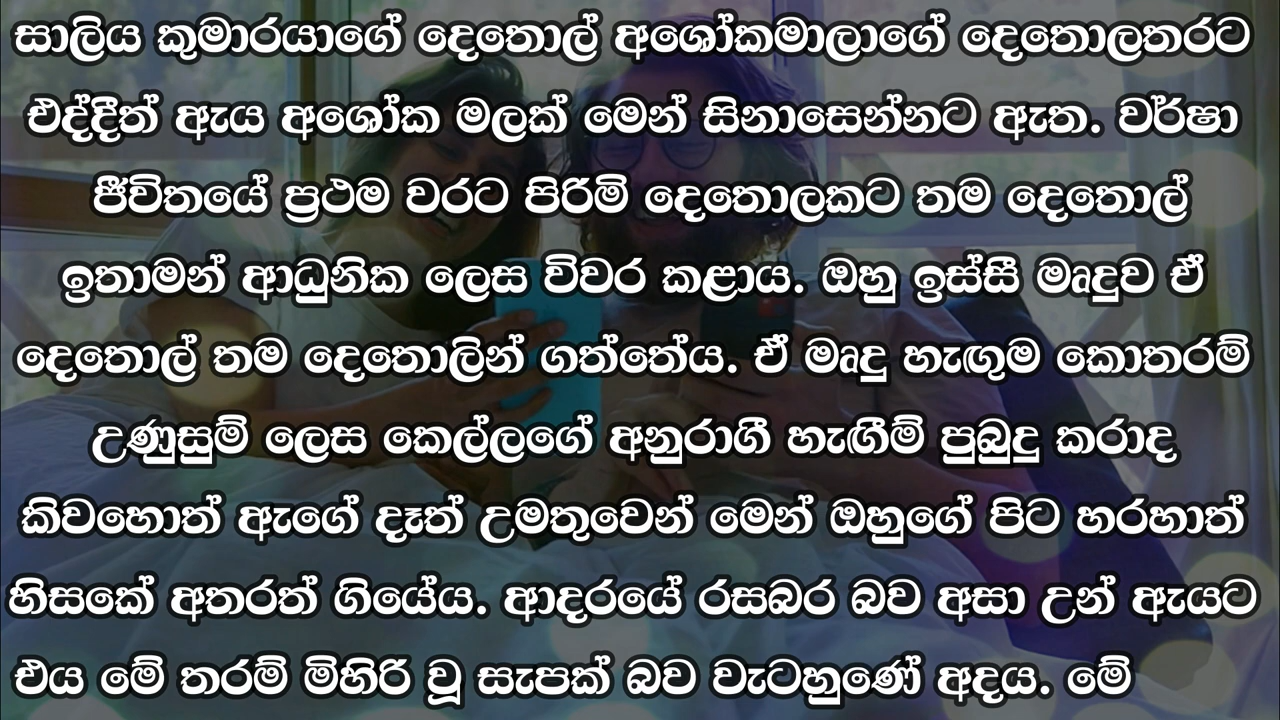 සාලිය කුමාරයාගේ දෙතොල් අශෝකමාලාගේ දෙතොලතරට
එද්දීත් ඇය අශෝක මලක් මෙන් සිනාසෙන්නට ඇත. වර්ෂා
ජීවිතයේ ප්‍රථම වරට පිරිමි දෙතොලකට තම දෙතොල්
ඉතාමත් ආධුනික ලෙස විවර කළාය. ඔහු ඉස්සී මෘදුව ඒ
දෙතොල් තම දෙතොලින් ගත්තේය. ඒ මෘදු හැඟුම කොතරම්
උණුසුම් ලෙස කෙල්ලගේ අනුරාගී හැඟීම් පුබුදු කරාද
කිවහොත් ඇගේ දෑත් උමතුවෙන් මෙන් ඔහුගේ පිට හරහාත්
හිසකේ අතරත් ගියේය. ආදරයේ රසබර බව අසා උන් ඇයට
එය මේ තරම් මිහිරි වූ සැපක් බව වැටහුණේ අදය. මේ